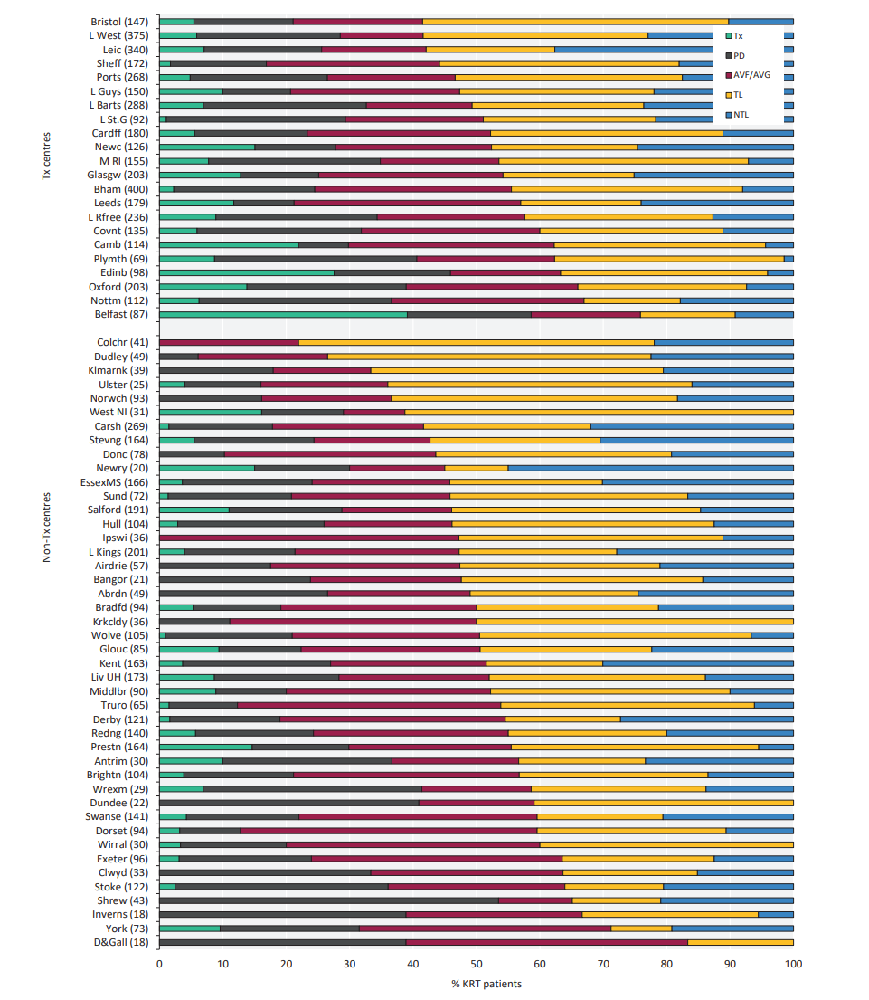 Tx centres
Bristol (147)
L West (375)
Leic (340)
Sheff (172)
Ports (268)
L Guys (150)
L Barts (288)
L St.G (92)
Cardff (180)
Newc (126)
M RI (155)
Glasgw (203)
Bham (400)
Leeds (179)
L Rfree (236)
Covnt (135)
Camb (114)
Plymth (69)
Edinb (98)
Oxford (203)
Nottm (112)
Belfast (87)
Tx
PD
AVF/AVG
TL
NTL
Non-Tx centres
Colchr (41)
Dudley (49)
Klmarnk (39)
Ulster (25)
Norwch (93)
West NI (31)
Carsh (269)
Stevng (164)
Donc (78)
Newry (20)
EssexMS (166)
Sund (72)
Salford (191)
Hull (104)
Ipswi (36)
L Kings (201)
Airdrie (57)
Bangor (21)
Abrdn (49)
Bradfd (94)
Krkcldy (36)
Wolve (105)
Glouc (85)
Kent (163)
Liv UH (173)
Middlbr (90)
Truro (65)
Derby (121)
Redng (140)
Prestn (164)
Antrim (30)
Brightn (104)
Wrexm (29)
Dundee (22)
Swanse (141)
Dorset (94)
Wirral (30)
Exeter (96)
Clwyd (33)
Stoke (122)
Shrew (43)
Inverns (18)
York (73)
D&Gall (18)
0 10 20 30 40 50 60 70 80 90 100
% KRT patients